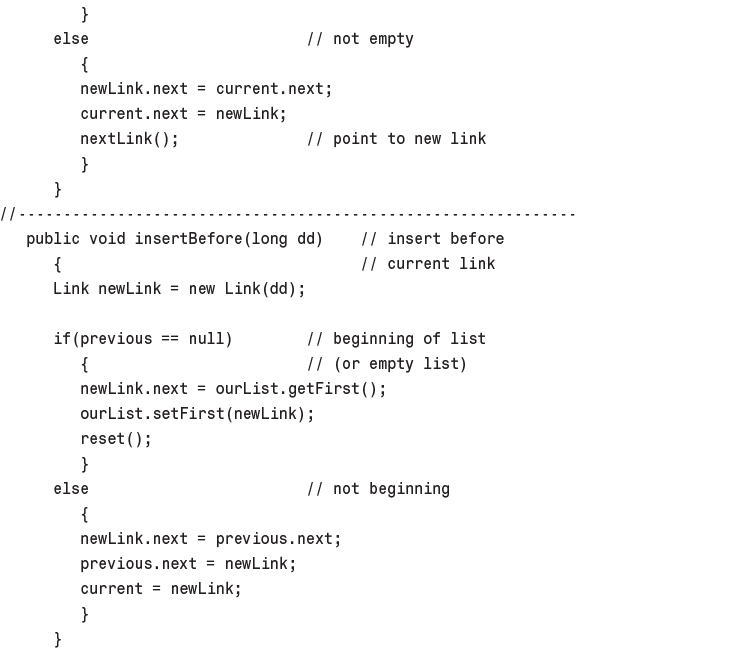 }
   else                        // not empty
      {
      newLink.next = current.next;
      current.next = newLink;
      nextLink();              // point to new link
      }
   }
//--------------------------------------------------------------
public void insertBefore(long dd)    // insert before
   {                                 // current link
   Link newLink = new Link(dd);

   if(previous == null)        // beginning of list
      {                        // (or empty list)
      newLink.next = ourList.getFirst();
      ourList.setFirst(newLink);
      reset();
      }
   else                        // not beginning
      {
      newLink.next = previous.next;
      previous.next = newLink;
      current = newLink;
      }
   }